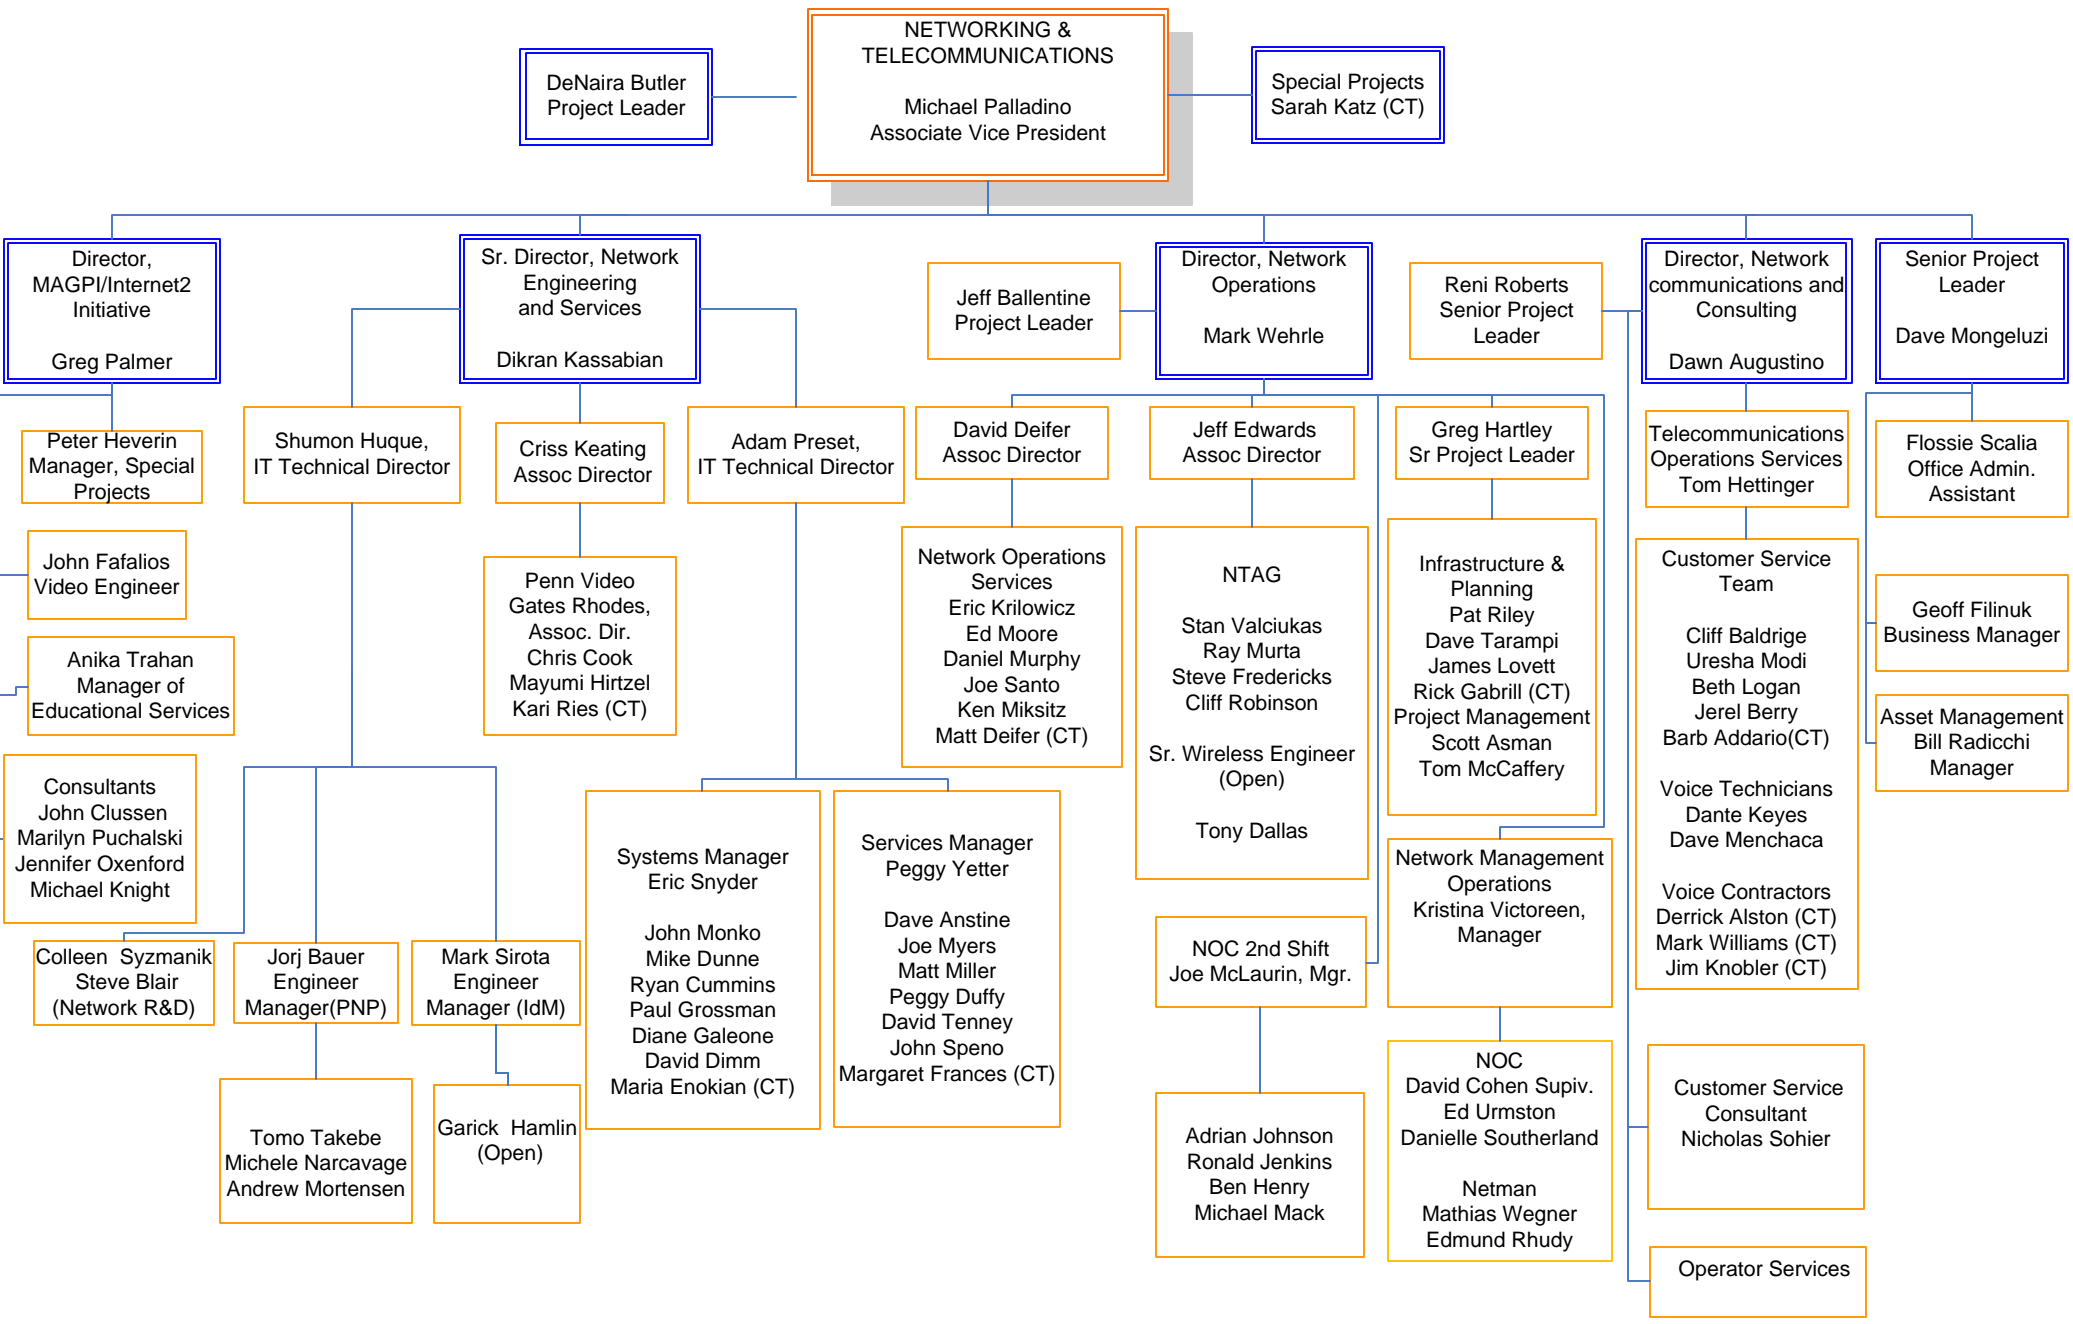 NETWORKING &
TELECOMMUNICATIONS
Michael Palladino
Associate Vice President
DeNaira Butler
Project Leader
Special Projects
Sarah Katz (CT)
Director,
MAGPI/Internet2
Initiative
Greg Palmer
Sr. Director, Network
Engineering
and Services
Dikran Kassabian
Jeff Ballentine
Project Leader
Director, Network
Operations
Mark Wehrle
Reni Roberts
Senior Project
Leader
Director, Network
communications and
Consulting
Dawn Augustino
Senior Project
Leader
Dave Mongeluzi
Peter Heverin
Manager, Special
Projects
Shumon Huque,
IT Technical Director
Criss Keating
Assoc Director
Adam Preset,
IT Technical Director
David Deifer
Assoc Director
Jeff Edwards
Assoc Director
Greg Hartley
Sr Project Leader
Telecommunications
Operations Services
Tom Hettinger
Flossie Scalia
Office Admin.
Assistant
John Fafalios
Video Engineer
Anika Trahan
Manager of
Educational Services
Consultants
John Clussen
Marilyn Puchalski
Jennifer Oxenford
Michael Knight
Penn Video
Gates Rhodes,
Assoc. Dir.
Chris Cook
Mayumi Hirtzel
Kari Ries (CT)
Network Operations
Services
Eric Krilowicz
Ed Moore
Daniel Murphy
Joe Santo
Ken Miksitz
Matt Deifer (CT)
NTAG
Stan Valciukas
Ray Murta
Steve Fredericks
Cliff Robinson
Sr. Wireless Engineer
(Open)
Tony Dallas
Infrastructure &
Planning
Pat Riley
Dave Tarampi
James Lovett
Rick Gabrill (CT)
Project Management
Scott Asman
Tom McCaffery
Customer Service
Team
Cliff Baldrige
Uresha Modi
Beth Logan
Jerel Berry
Barb Addario(CT)
Voice Technicians
Dante Keyes
Dave Menchaca
Voice Contractors
Derrick Alston (CT)
Mark Williams (CT)
Jim Knobler (CT)
Geoff Filinuk
Business Manager
Asset Management
Bill Radicchi
Manager
Colleen  Syzmanik
Steve Blair
(Network R&D)
Jorj Bauer
Engineer
Manager(PNP)
Mark Sirota
Engineer
Manager (IdM)
Systems Manager
Eric Snyder
John Monko
Mike Dunne
Ryan Cummins
Paul Grossman
Diane Galeone
David Dimm
Maria Enokian (CT)
Services Manager
Peggy Yetter
Dave Anstine
Joe Myers
Matt Miller
Peggy Duffy
David Tenney
John Speno
Margaret Frances (CT)
NOC 2nd Shift
Joe McLaurin, Mgr.
Network Management
Operations
Kristina Victoreen,
Manager
Tomo Takebe
Michele Narcavage
Andrew Mortensen
Garick  Hamlin
(Open)
Adrian Johnson
Ronald Jenkins
Ben Henry
Michael Mack
NOC
David Cohen Supiv.
Ed Urmston
Danielle Southerland
Netman
Mathias Wegner
Edmund Rhudy
Customer Service
Consultant
Nicholas Sohier
Operator Services